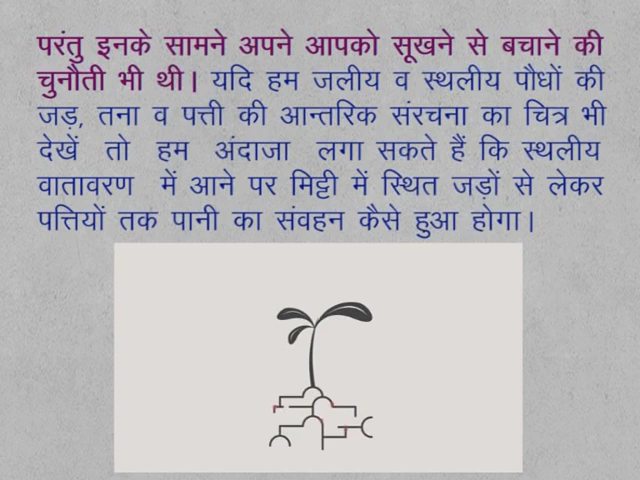 परंतु इनके सामने अपने आपको सूखने से बचाने की
चुनौती भी थी। यदि हम जलीय व स्थलीय पौधों की
जड़, तना व पत्ती की आन्तरिक संरचना का चित्र भी
देखें तो हम अंदाजा लगा सकते हैं कि स्थलीय
वातावरण में आने पर मिट्टी में स्थित जड़ों से लेकर
पत्तियों तक पानी का संवहन कैसे हुआ होगा।